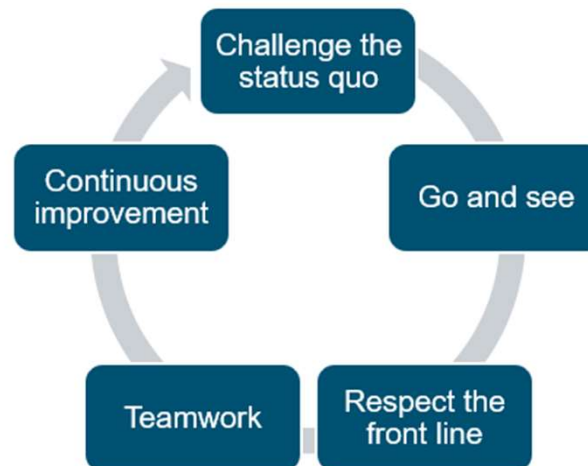 Challenge the
status quo
Go and see
Respect the
front line
Teamwork
Continuous
improvement